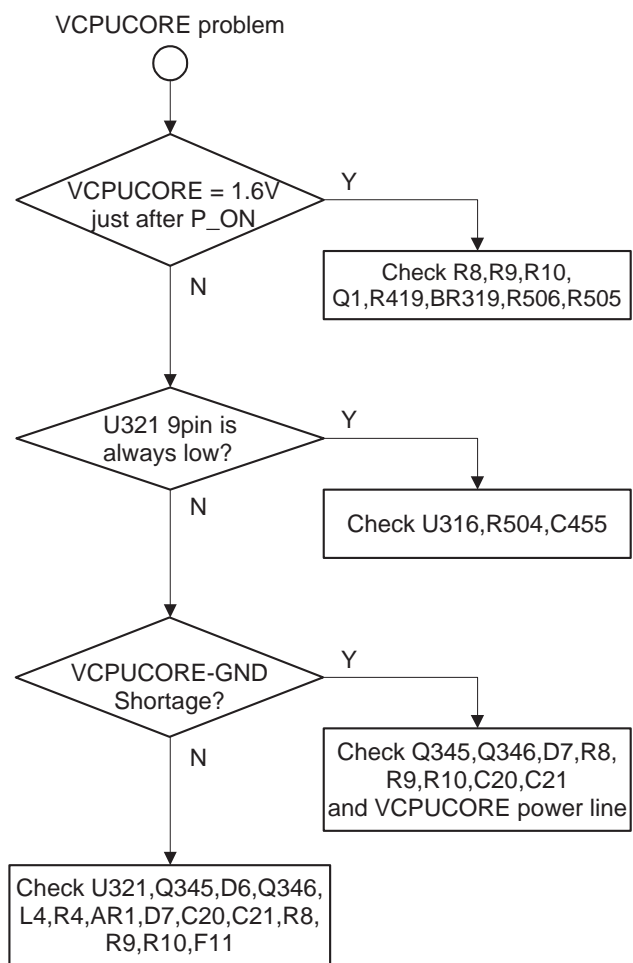 VCPUCORE problem
VCPUCORE = 1.6V
just after P_ON
Y
Check R8,R9,R10,
Q1,R419,BR319,R506,R505
N
U321 9pin is
always low?
Y
N
Check U316,R504,C455
VCPUCORE-GND
Shortage?
Y
N
Check Q345,Q346,D7,R8,
R9,R10,C20,C21
and VCPUCORE power line
Check U321,Q345,D6,Q346,
L4,R4,AR1,D7,C20,C21,R8,
R9,R10,F11